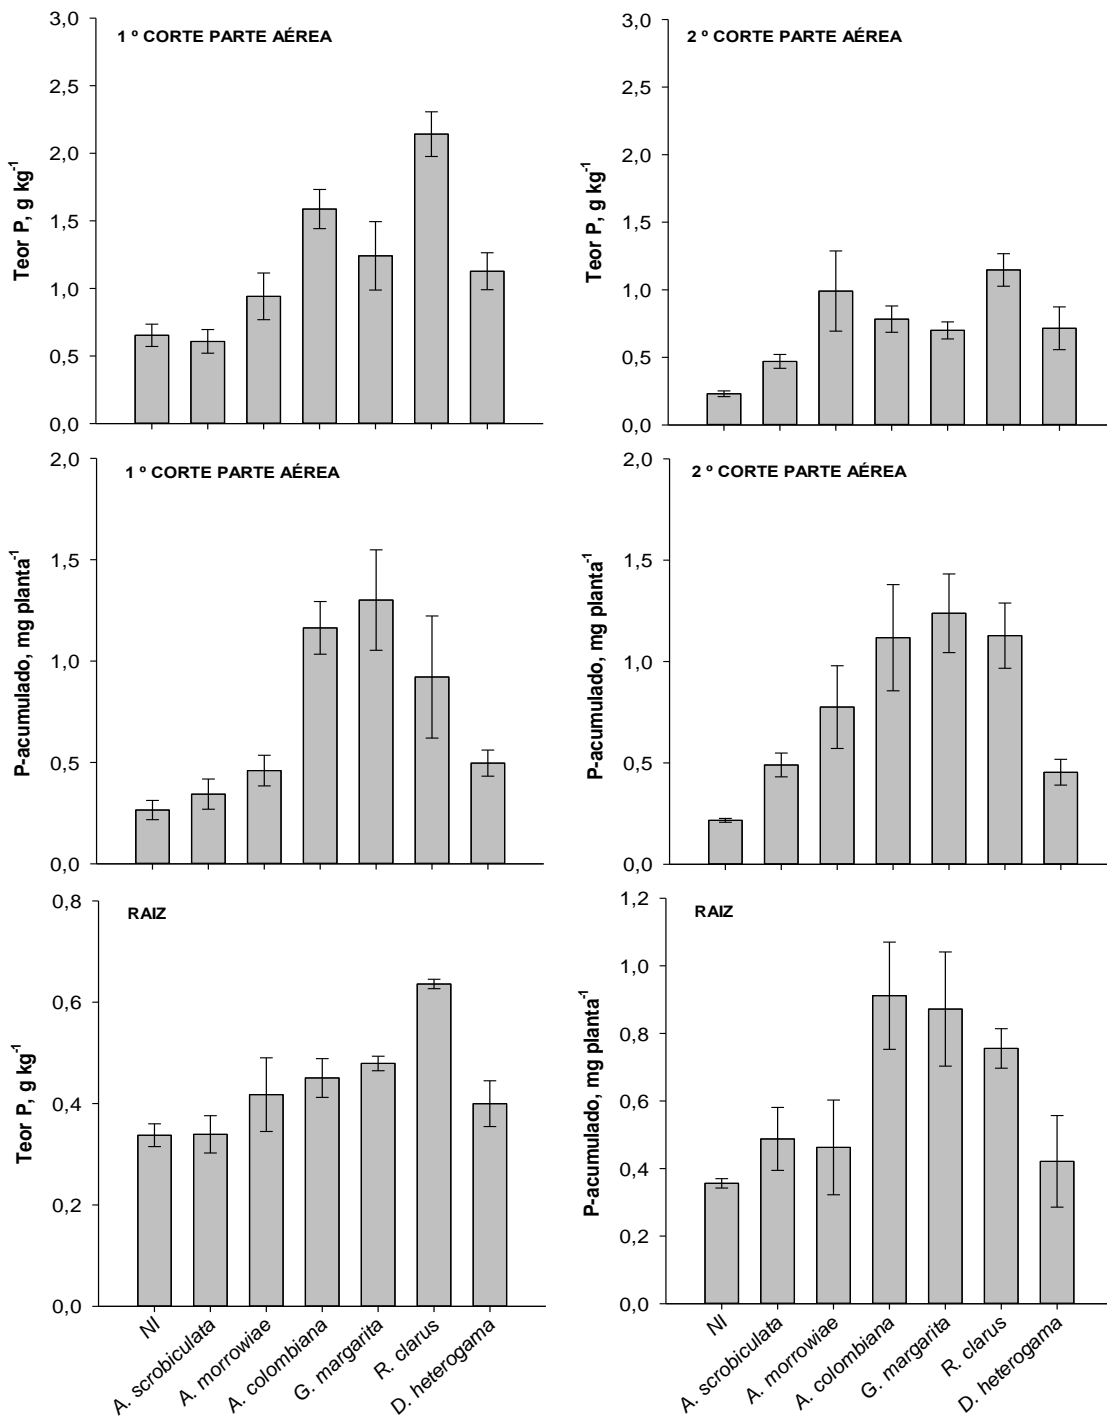 1 º CORTE PARTE AÉREA
Teor P, g kg-1
3,0
2,5
2,0
1,5
1,0
0,5
0,0
2 º CORTE PARTE AÉREA
Teor P, g kg-1
3,0
2,5
2,0
1,5
1,0
0,5
0,0
1 º CORTE PARTE AÉREA
P-acumulado, mg planta-1
2,0
1,5
1,0
0,5
0,0
2 º CORTE PARTE AÉREA
P-acumulado, mg planta-1
2,0
1,5
1,0
0,5
0,0
RAIZ
Teor P, g kg-1
0,8
0,6
0,4
0,2
0,0
NI
A. scrobiculata
A. morrowiae
A. colombiana
G. margarita
R. clarus
D. heterogama
RAIZ
P-acumulado, mg planta-1
1,2
1,0
0,8
0,6
0,4
0,2
0,0
NI
A. scrobiculata
A. morrowiae
A. colombiana
G. margarita
R. clarus
D. heterogama